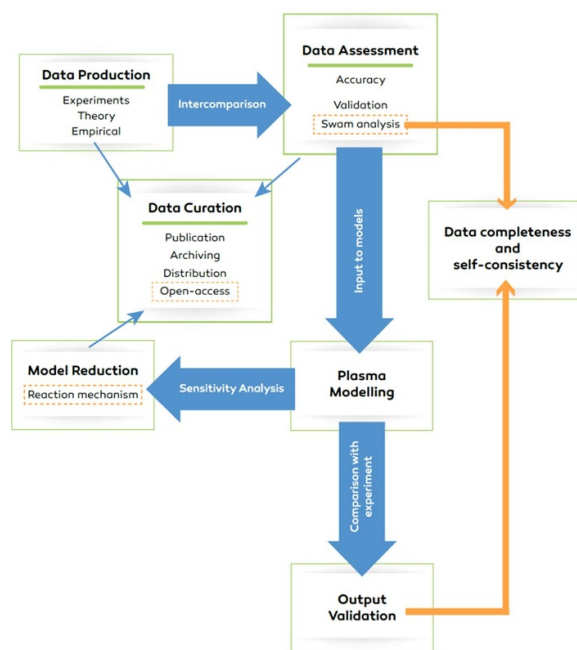 Data Production
Experiments
Theory
Empirical
Intercomparison
Data Assessment
Accuracy
Validation
Swam analysis
Data Curation
Publication
Archiving
Distribution
Open-access
Input to models
Data completeness
and
self-consistency
Model Reduction
Reaction mechanism
Sensitivity Analysis
Plasma
Modelling
Comparison with
experiment
Output
Validation